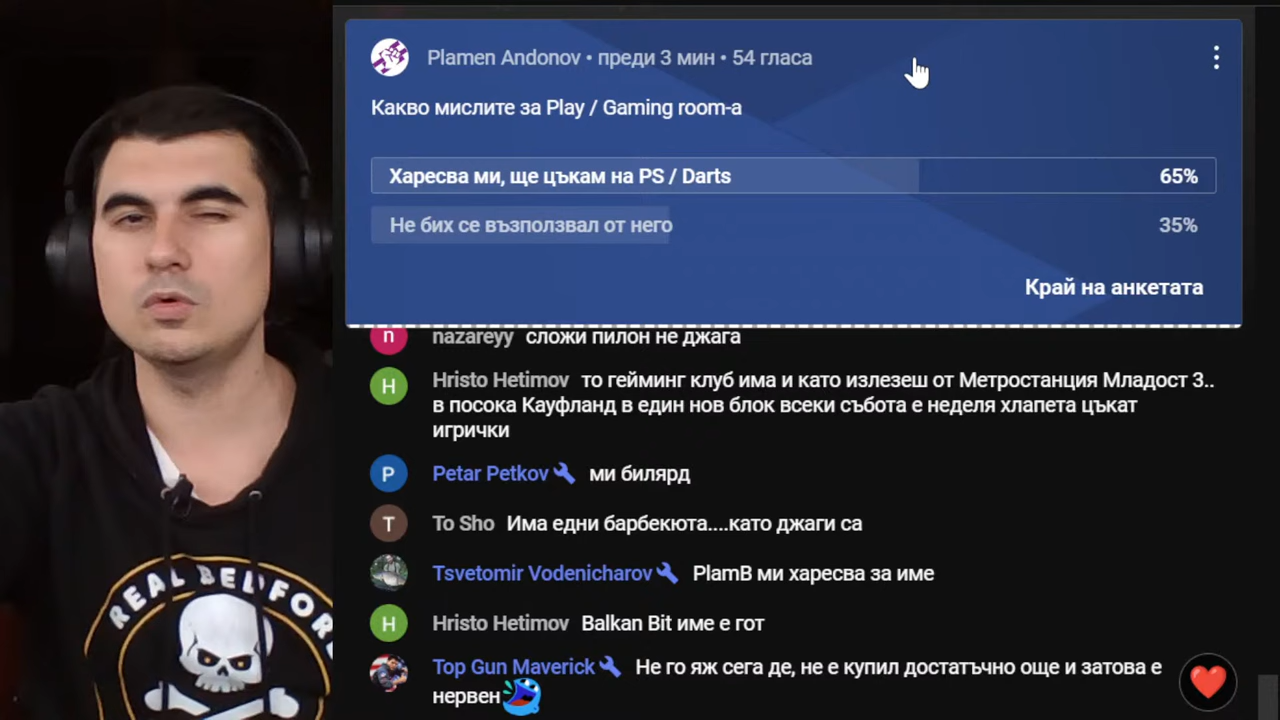 Plamen Andonov • преди 3 мин • 54 гласа
Какво мислите за Play / Gaming room-а
Харесва ми, ще цъкам на PS / Darts 65%
Не бих се възползвал от него 35%
Край на анкетата
n nazareyy сложи пилон не джага
H Hristo Hetimov то гейминг клуб има и като излезеш от Метростанция Младост 3..
в посока Кауфланд в един нов блок всеки събота е неделя хлапета цъкат
игрички
P Petar Petkov ми билярд
T To Sho Има едни барбекюта....като джаги са
Tsvetomir Vodenicharov PlamB ми харесва за име
H Hristo Hetimov Balkan Bit име е гот
Top Gun Maverick Не го яж сега де, не е купил достатъчно още и затова е
нервен
REAL BEDFOR